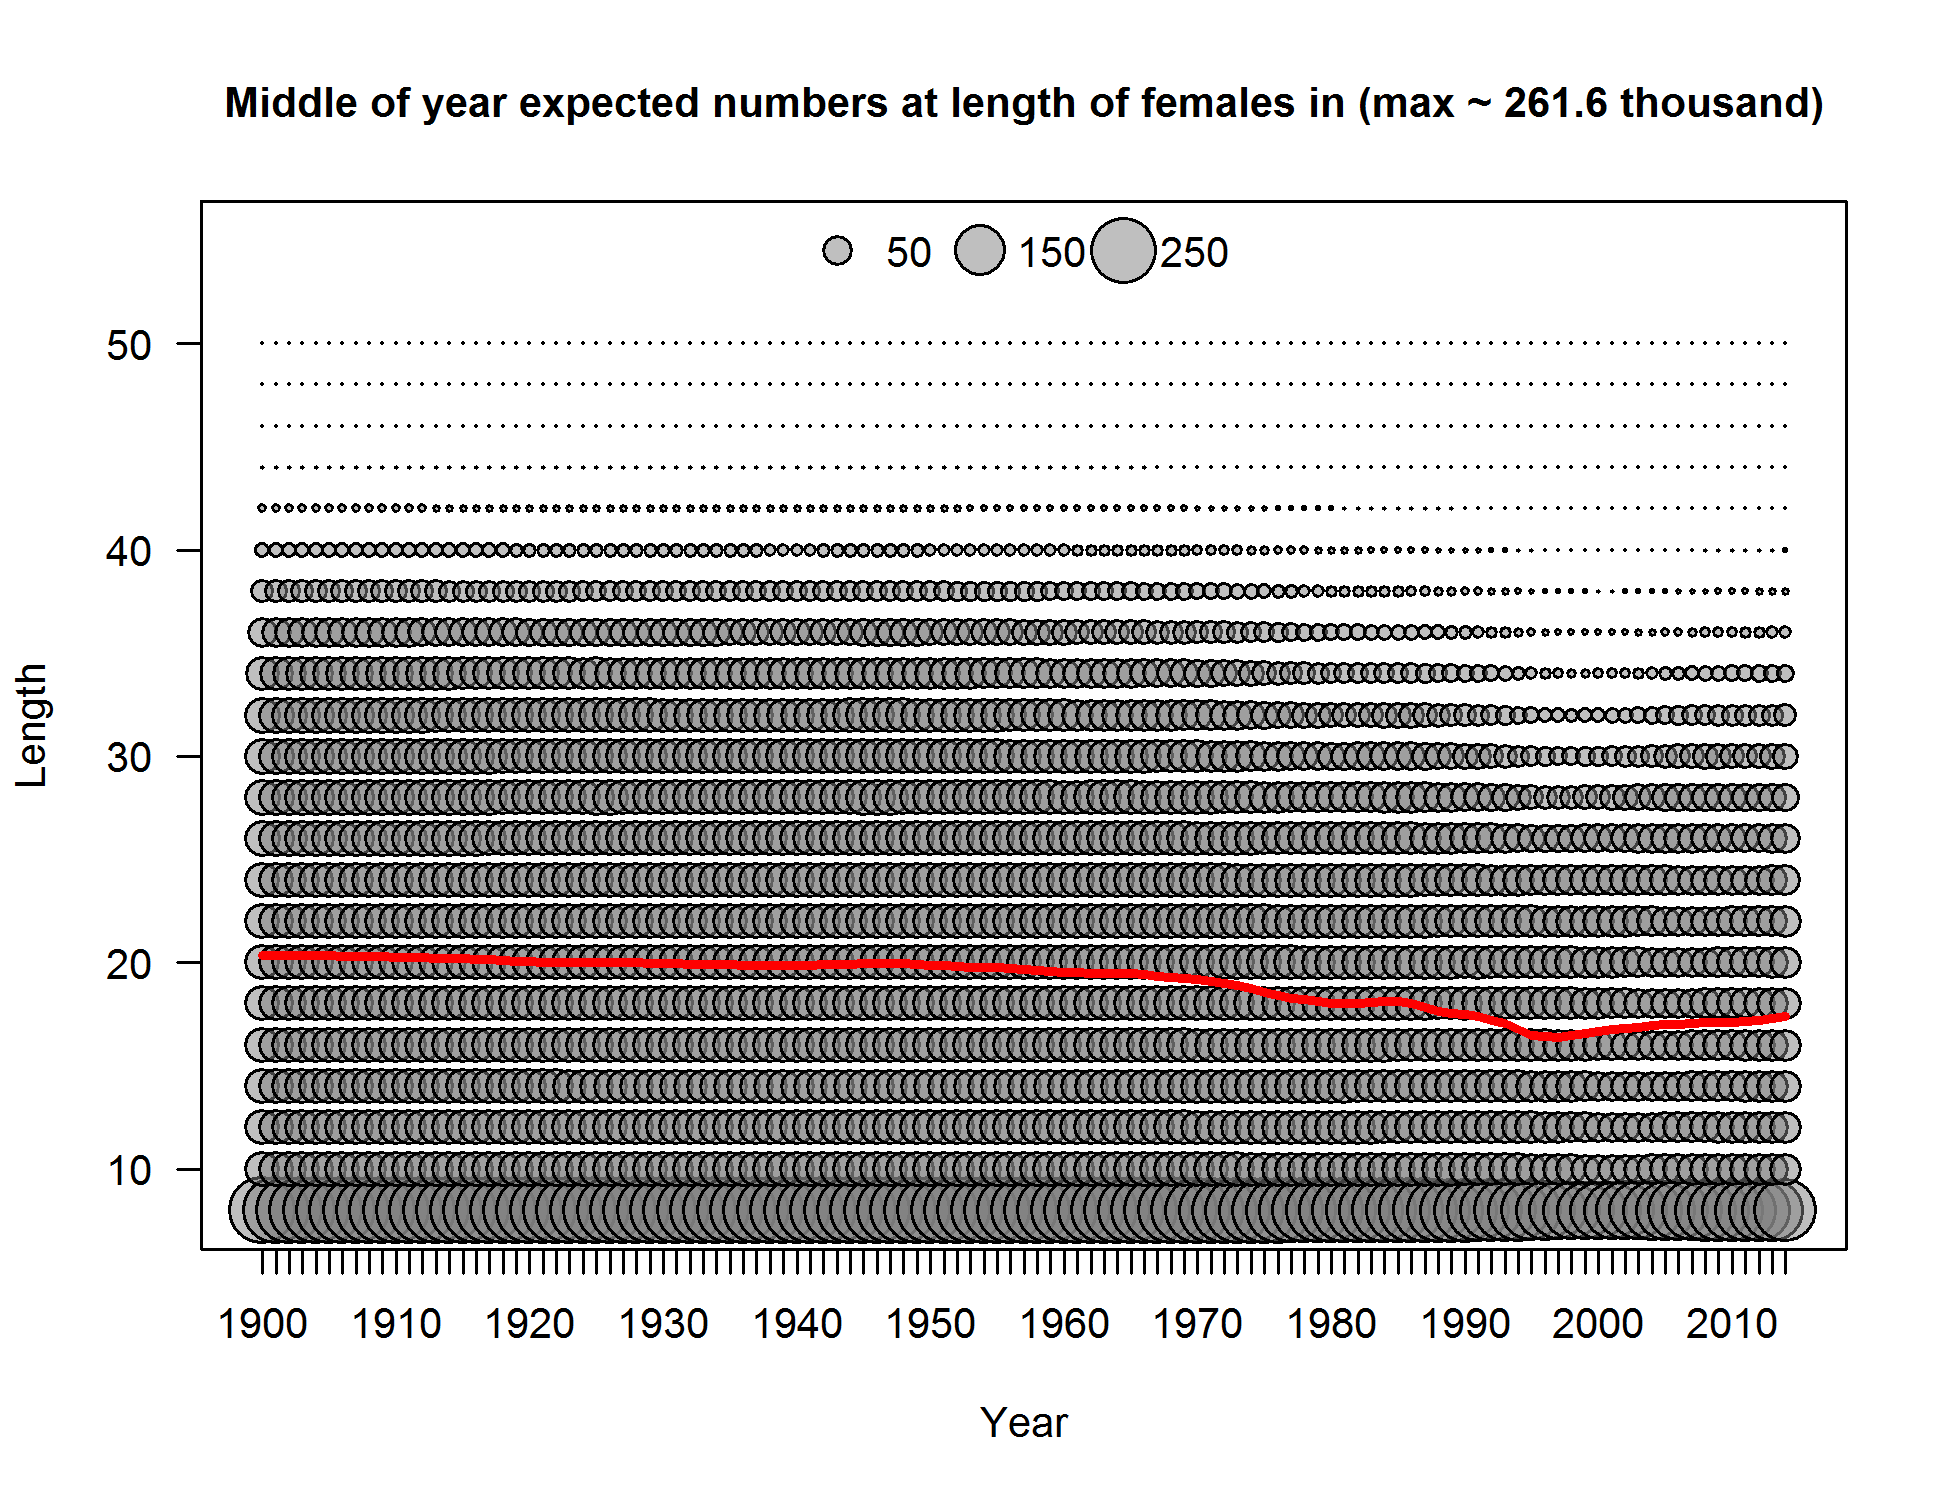 Middle of year expected numbers at length of females in (max ~ 261.6 thousand)
50 150 250
50
40
30
20
10
Length
1900 1910 1920 1930 1940 1950 1960 1970 1980 1990 2000 2010
Year